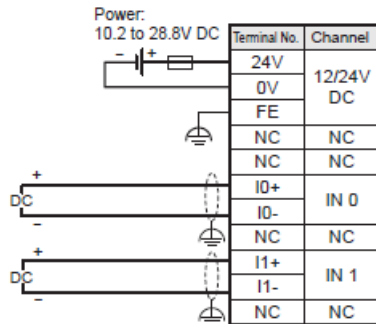 Power:
10.2 to 28.8V DC
Terminal No. Channel
− + 24V 12/24V DC
0V
FE
NC NC
NC NC
+ I0+ IN 0
DC
− I0-
NC NC
+ I1+ IN 1
DC
− I1-
NC NC